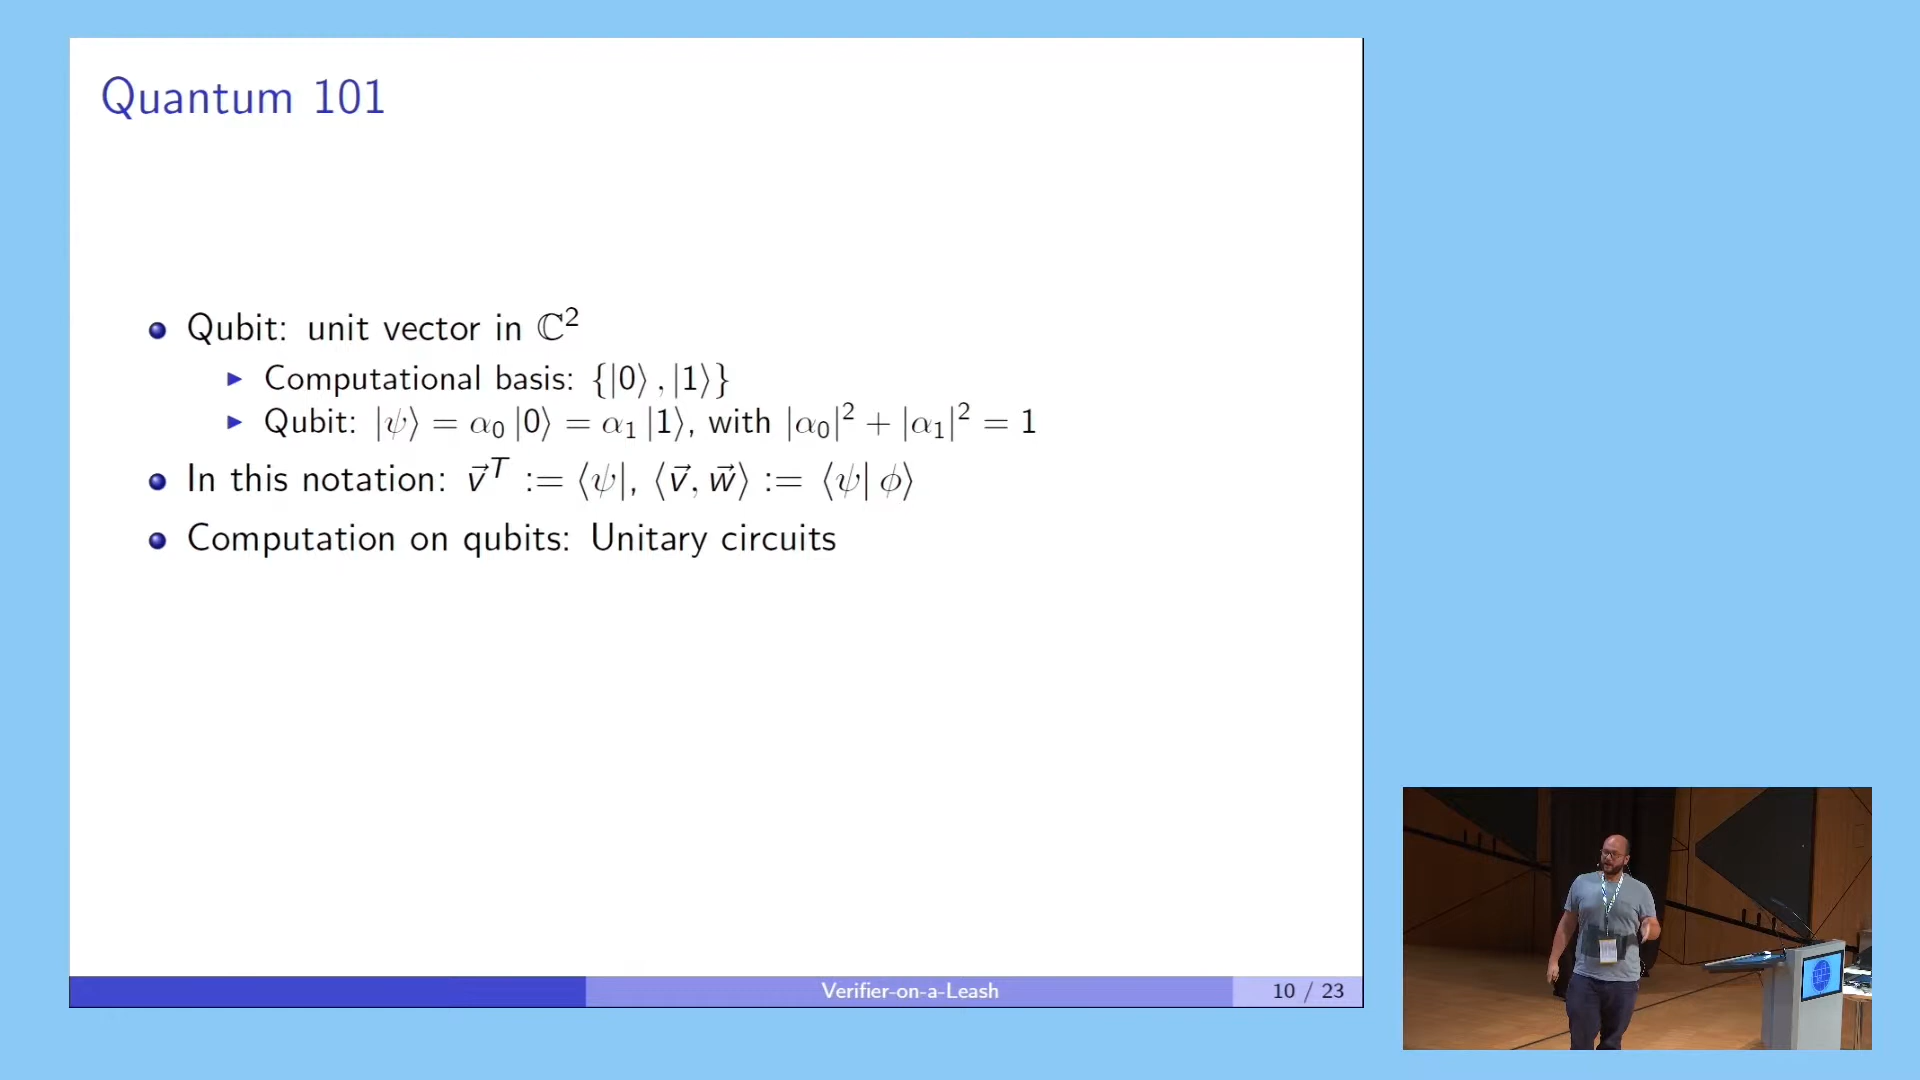 Quantum 101
Qubit: unit vector in ℂ²
Computational basis: {|0⟩, |1⟩}
Qubit: |ψ⟩ = α₀ |0⟩ = α₁ |1⟩, with |α₀|² + |α₁|² = 1
In this notation: v⃗ᵀ := ⟨ψ|, ⟨v⃗, w⃗⟩ := ⟨ψ| ϕ⟩
Computation on qubits: Unitary circuits
Verifier-on-a-Leash
10 / 23